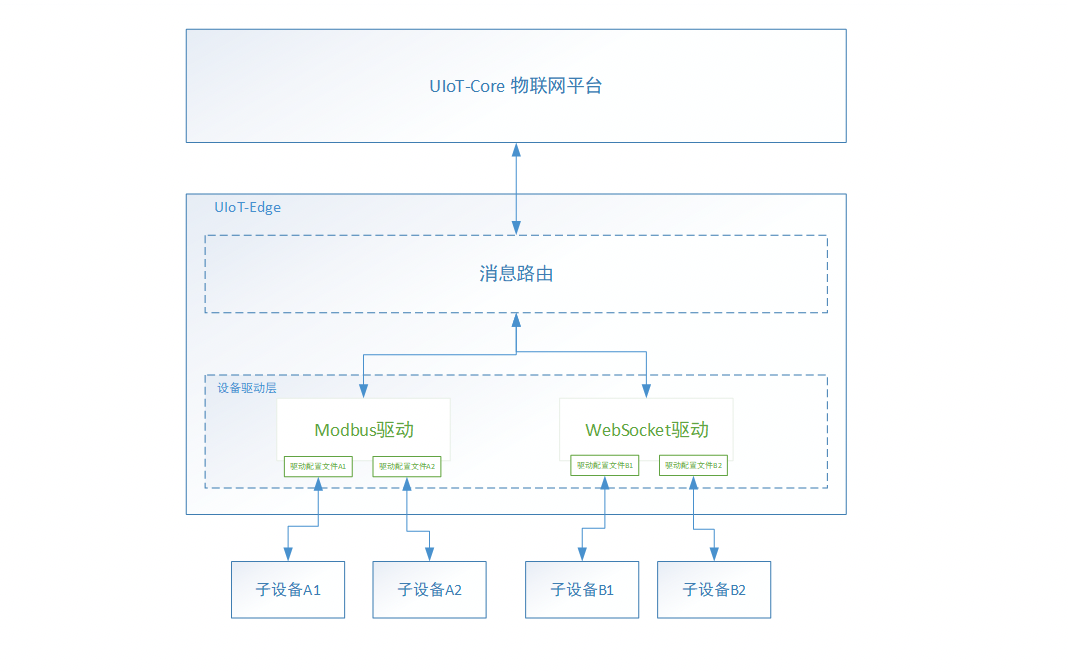 UIoT-Core 物联网平台
UIoT-Edge
消息路由
设备驱动层
Modbus驱动
WebSocket驱动
驱动配置文件A1
驱动配置文件A2
驱动配置文件B1
驱动配置文件B2
子设备A1
子设备A2
子设备B1
子设备B2